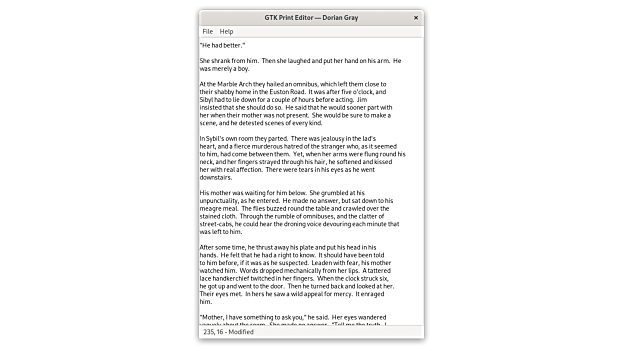 GTK Print Editor — Dorian Gray
×
File Help
"He had better."
She shrank from him. Then she laughed and put her hand on his arm. He
was merely a boy.
At the Marble Arch they hailed an omnibus, which left them close to
their shabby home in the Euston Road. It was after five o'clock, and
Sibyl had to lie down for a couple of hours before acting. Jim
insisted that she should do so. He said that he would sooner part with
her when their mother was not present. She would be sure to make a
scene, and he detested scenes of every kind.
In Sybil's own room they parted. There was jealousy in the lad's
heart, and a fierce murderous hatred of the stranger who, as it seemed
to him, had come between them. Yet, when her arms were flung round his
neck, and her fingers strayed through his hair, he softened and kissed
her with real affection. There were tears in his eyes as he went
downstairs.
His mother was waiting for him below. She grumbled at his
unpunctuality, as he entered. He made no answer, but sat down to his
meagre meal. The flies buzzed round the table and crawled over the
stained cloth. Through the rumble of omnibuses, and the clatter of
street-cabs, he could hear the droning voice devouring each minute that
was left to him.
After some time, he thrust away his plate and put his head in his
hands. He felt that he had a right to know. It should have been told
to him before, if it was as he suspected. Leaden with fear, his mother
watched him. Words dropped mechanically from her lips. A tattered
lace handkerchief twitched in her fingers. When the clock struck six,
he got up and went to the door. Then he turned back and looked at her.
Their eyes met. In hers he saw a wild appeal for mercy. It enraged
him.
"Mother, I have something to ask you," he said. Her eyes wandered
vaguely about the room. She made no answer. "Tell me the truth. I
235, 16 - Modified